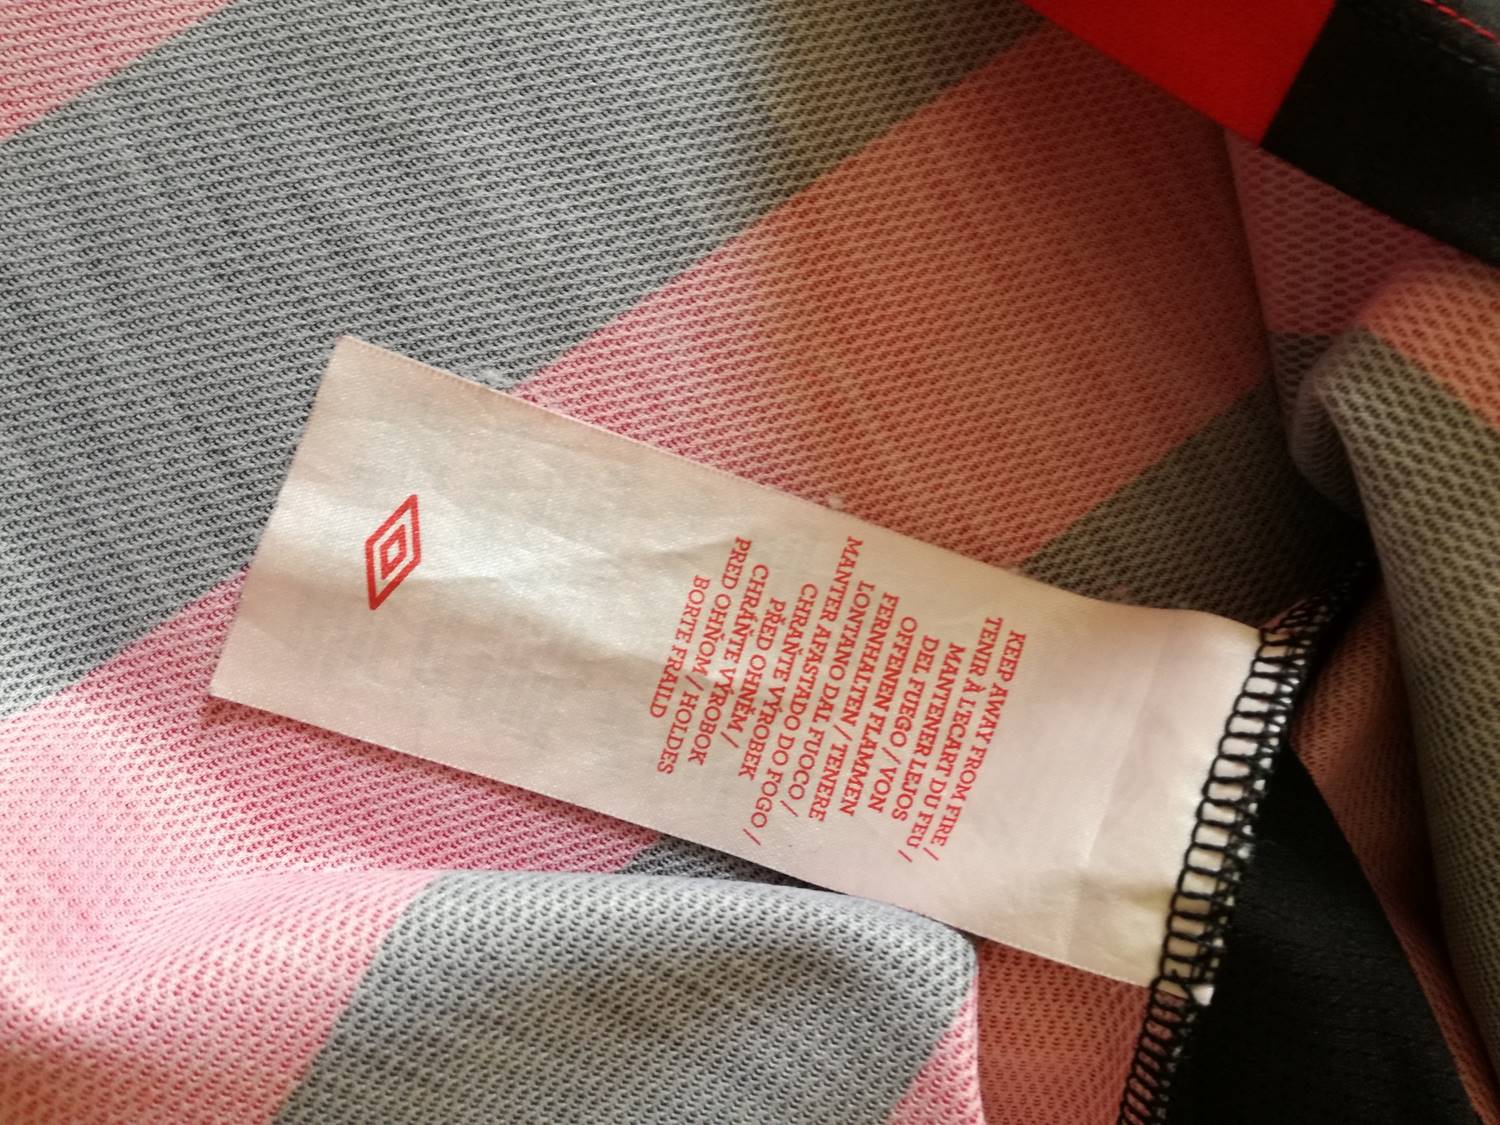 KEEP AWAY FROM FIRE /
TENIR À L'ECART DU FEU /
MANTENER LEJOS
DEL FUEGO / VON
OFFENEN FLAMMEN
FERNHALTEN / TENERE
LONTANO DAL FUOCO /
MANTER AFASTADO DO FOGO /
CHRAŇTE VÝROBEK
PŘED OHNĚM /
CHRÁŇTE VÝROBOK
PRED OHŇOM / HOLDES
BORTE FRA ILD